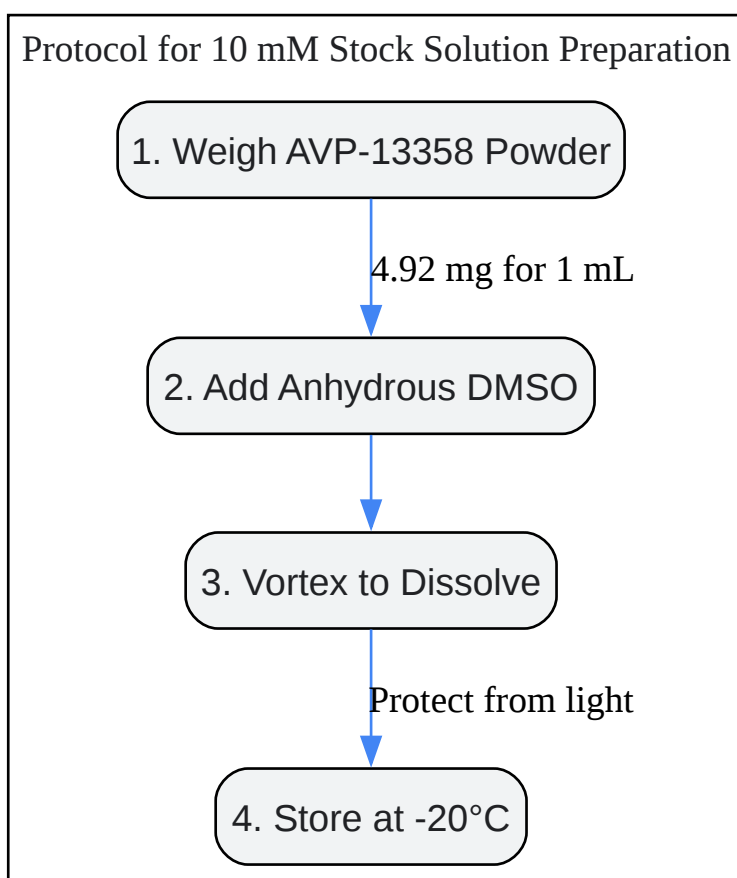 Protocol for 10 mM Stock Solution Preparation
1. Weigh AVP-13358 Powder
4.92 mg for 1 mL
2. Add Anhydrous DMSO
3. Vortex to Dissolve
Protect from light
4. Store at -20°C